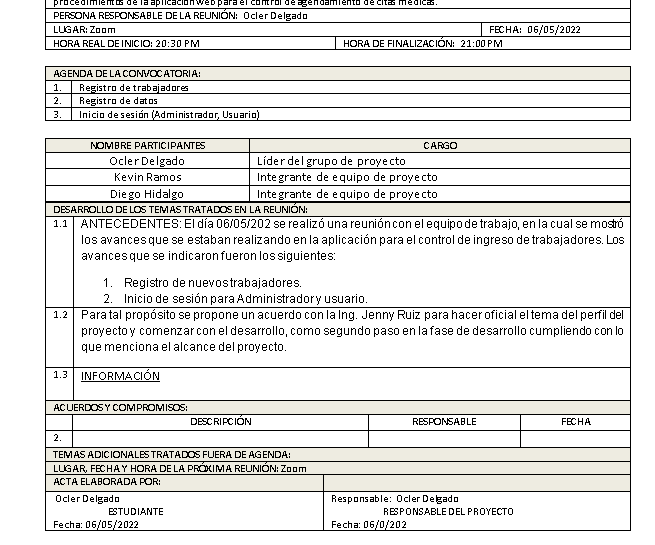 procedimientos de la aplicación web para el control de agendamiento de citas médicas.
PERSONA RESPONSABLE DE LA REUNIÓN: Ocler Delgado
LUGAR: Zoom FECHA: 06/05/2022
HORA REAL DE INICIO: 20:30 PM HORA DE FINALIZACIÓN: 21:00 PM
AGENDA DE LA CONVOCATORIA:
1. Registro de trabajadores
2. Registro de datos
3. Inicio de sesión (Administrador, Usuario)
NOMBRE PARTICIPANTES CARGO
Ocler Delgado Líder del grupo de proyecto
Kevin Ramos Integrante de equipo de proyecto
Diego Hidalgo Integrante de equipo de proyecto
DESARROLLO DE LOS TEMAS TRATADOS EN LA REUNIÓN:
1.1 ANTECEDENTES: El día 06/05/202 se realizó una reunión con el equipo de trabajo, en la cual se mostró
los avances que se estaban realizando en la aplicación para el control de ingreso de trabajadores. Los
avances que se indicaron fueron los siguientes:
1. Registro de nuevos trabajadores.
2. Inicio de sesión para Administrador y usuario.
1.2 Para tal propósito se propone un acuerdo con la Ing. Jenny Ruiz para hacer oficial el tema del perfil del
proyecto y comenzar con el desarrollo, como segundo paso en la fase de desarrollo cumpliendo con lo
que menciona el alcance del proyecto.
1.3 INFORMACIÓN
ACUERDOS Y COMPROMISOS:
DESCRIPCIÓN RESPONSABLE FECHA
2.
TEMAS ADICIONALES TRATADOS FUERA DE AGENDA:
LUGAR, FECHA Y HORA DE LA PRÓXIMA REUNIÓN: Zoom
ACTA ELABORADA POR:
Ocler Delgado Responsable: Ocler Delgado
ESTUDIANTE RESPONSABLE DEL PROYECTO
Fecha: 06/05/2022 Fecha: 06/0/202